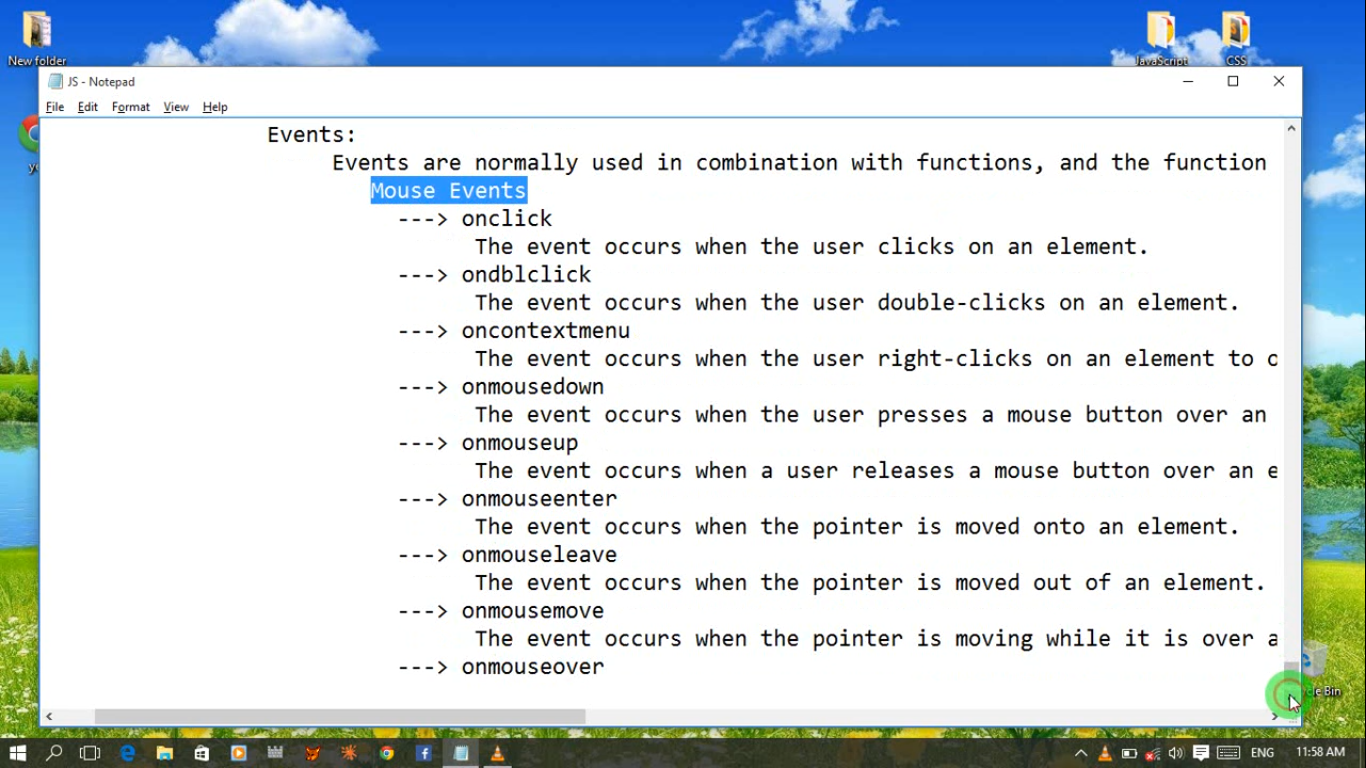 New folder
JavaScript
CSS
JS - Notepad
File Edit Format View Help
Events:
Events are normally used in combination with functions, and the function
Mouse Events
---> onclick
The event occurs when the user clicks on an element.
---> ondblclick
The event occurs when the user double-clicks on an element.
---> oncontextmenu
The event occurs when the user right-clicks on an element to
---> onmousedown
The event occurs when the user presses a mouse button over an
---> onmouseup
The event occurs when a user releases a mouse button over an
---> onmouseenter
The event occurs when the pointer is moved onto an element.
---> onmouseleave
The event occurs when the pointer is moved out of an element.
---> onmousemove
The event occurs when the pointer is moving while it is over
---> onmouseover
Bin
ENG
11:58 AM